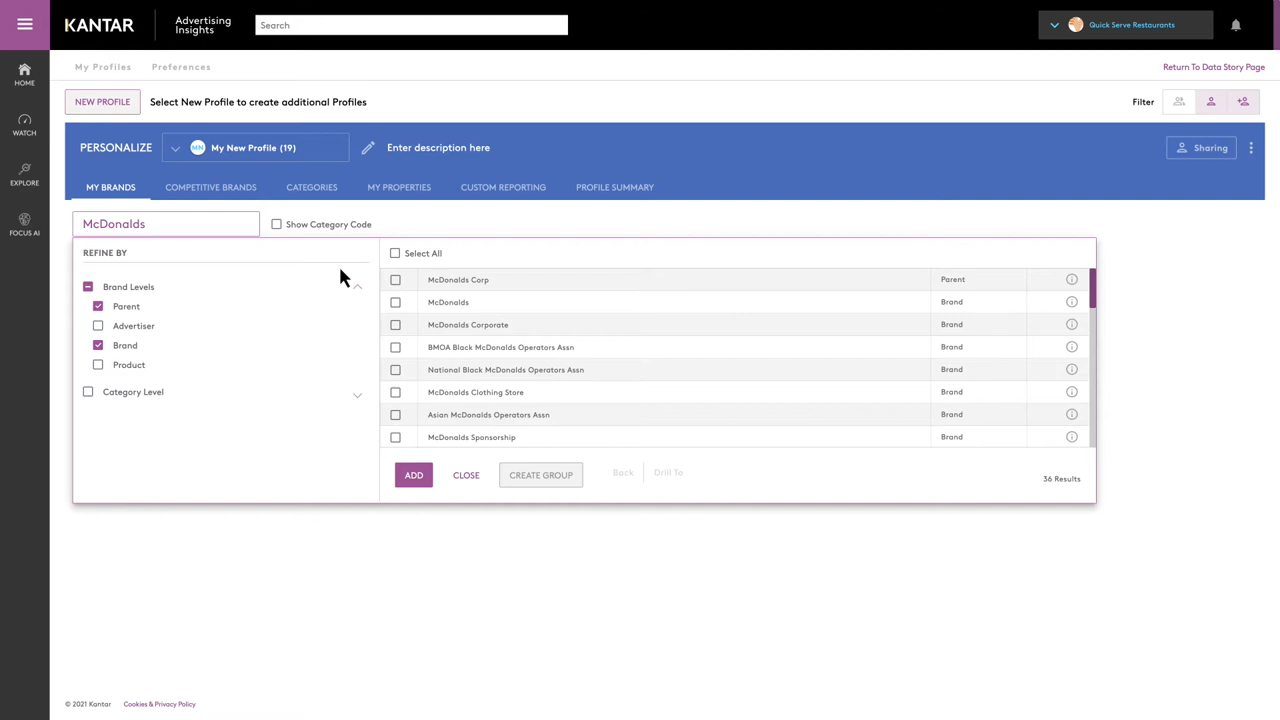 KANTAR
Advertising
Insights
Search
Quick Serve Restaurants
HOME
WATCH
EXPLORE
FOCUS AI
My Profiles
Preferences
Return To Data Story Page
NEW PROFILE
Select New Profile to create additional Profiles
Filter
PERSONALIZE
MN
My New Profile (19)
Enter description here
Sharing
MY BRANDS
COMPETITIVE BRANDS
CATEGORIES
MY PROPERTIES
CUSTOM REPORTING
PROFILE SUMMARY
McDonalds
Show Category Code
REFINE BY
Brand Levels
Parent
Advertiser
Brand
Product
Category Level
Select All
McDonalds Corp Parent
McDonalds Brand
McDonalds Corporate Brand
BMOA Black McDonalds Operators Assn Brand
National Black McDonalds Operators Assn Brand
McDonalds Clothing Store Brand
Asian McDonalds Operators Assn Brand
McDonalds Sponsorship Brand
ADD
CLOSE
CREATE GROUP
Back
Drill To
36 Results
© 2021 Kantar
Cookies & Privacy Policy